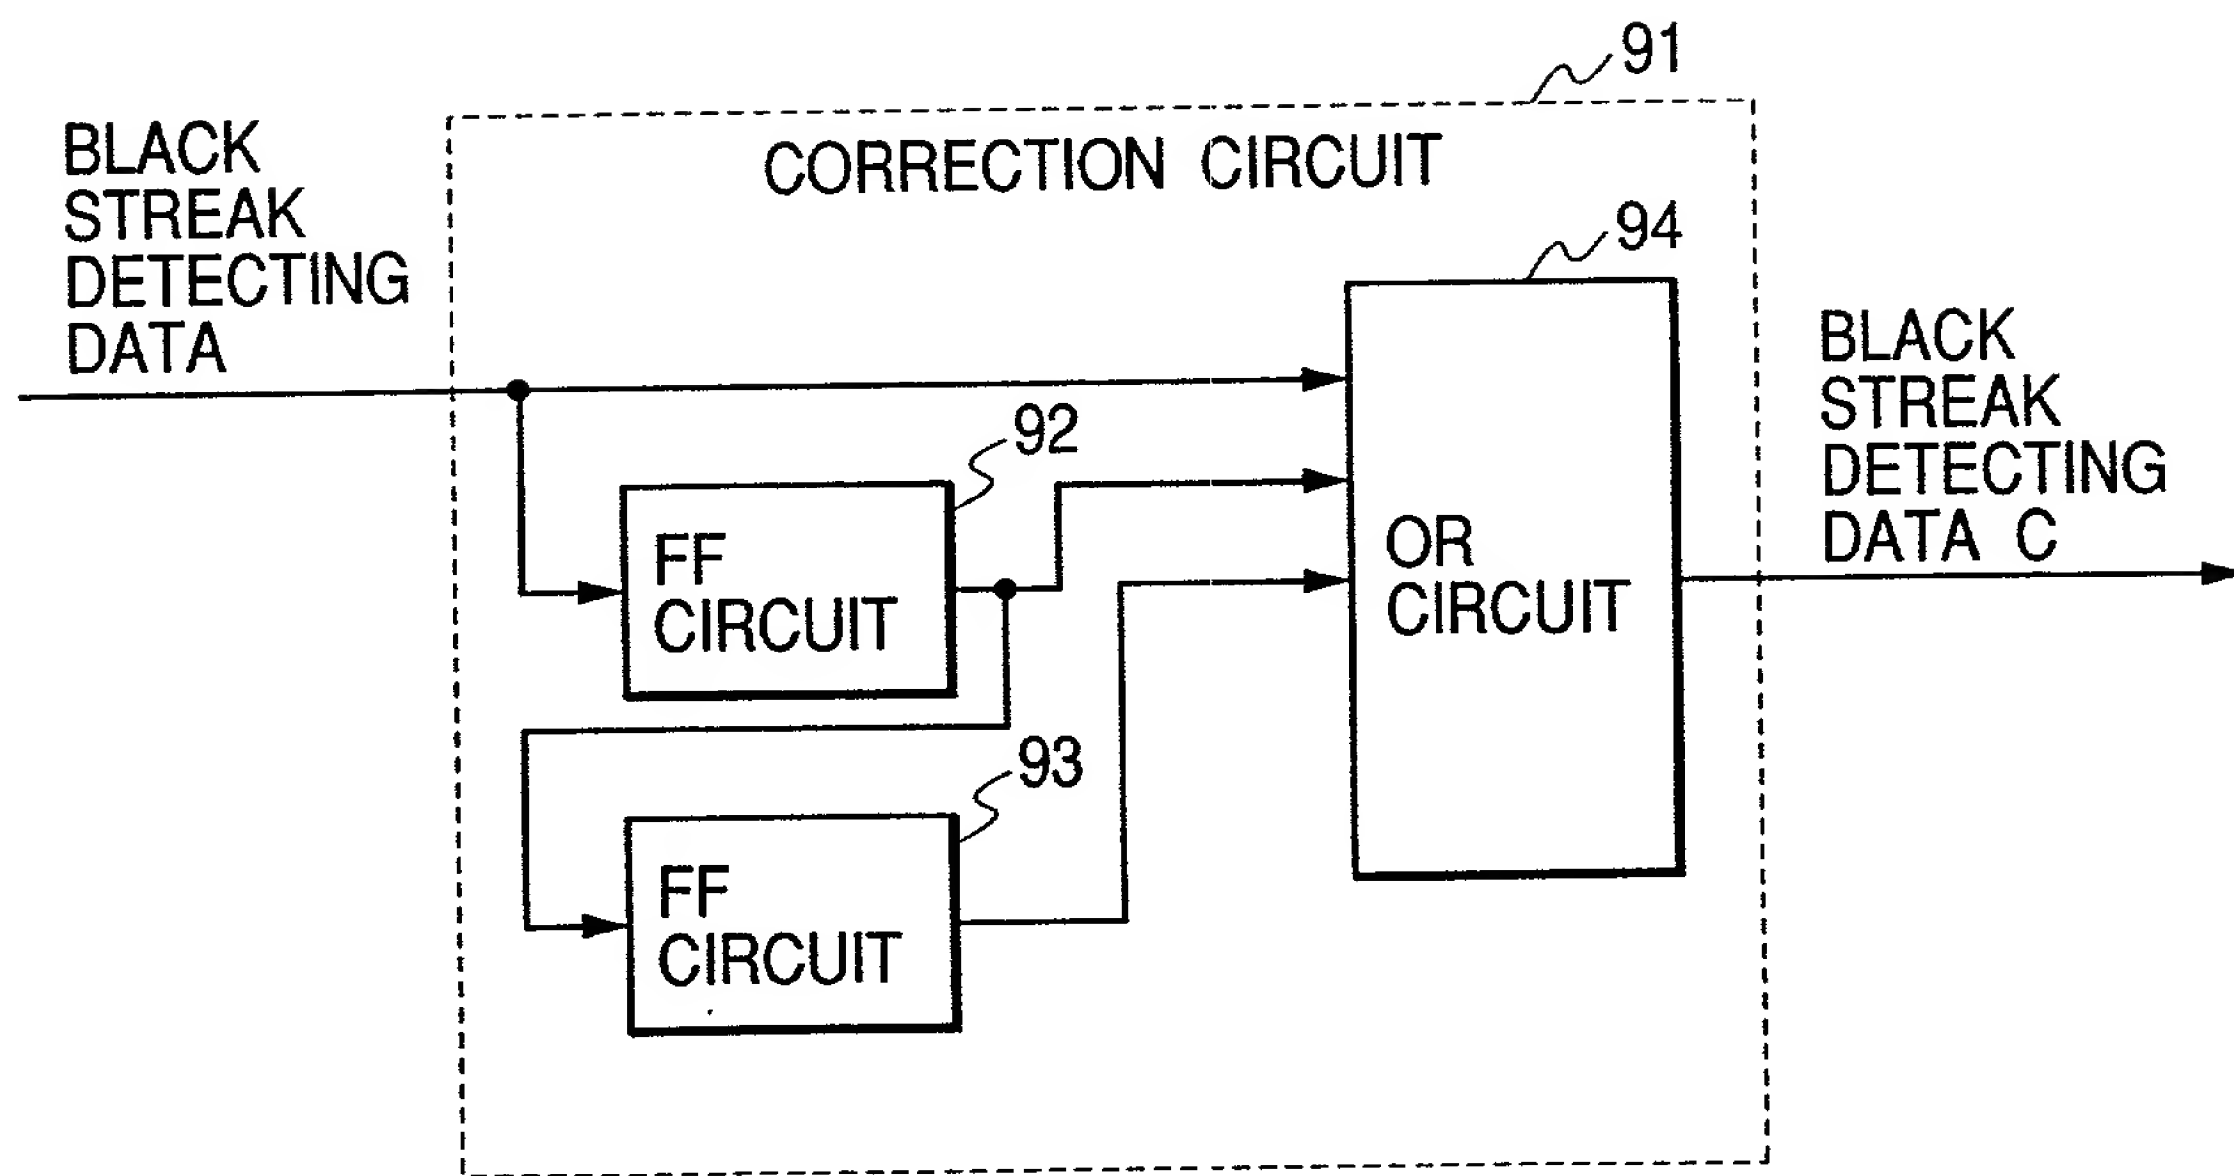 91
BLACK
STREAK
DETECTING
DATA
CORRECTION CIRCUIT
94
BLACK
STREAK
DETECTING
DATA C
92
FF
CIRCUIT
OR
CIRCUIT
93
FF
CIRCUIT